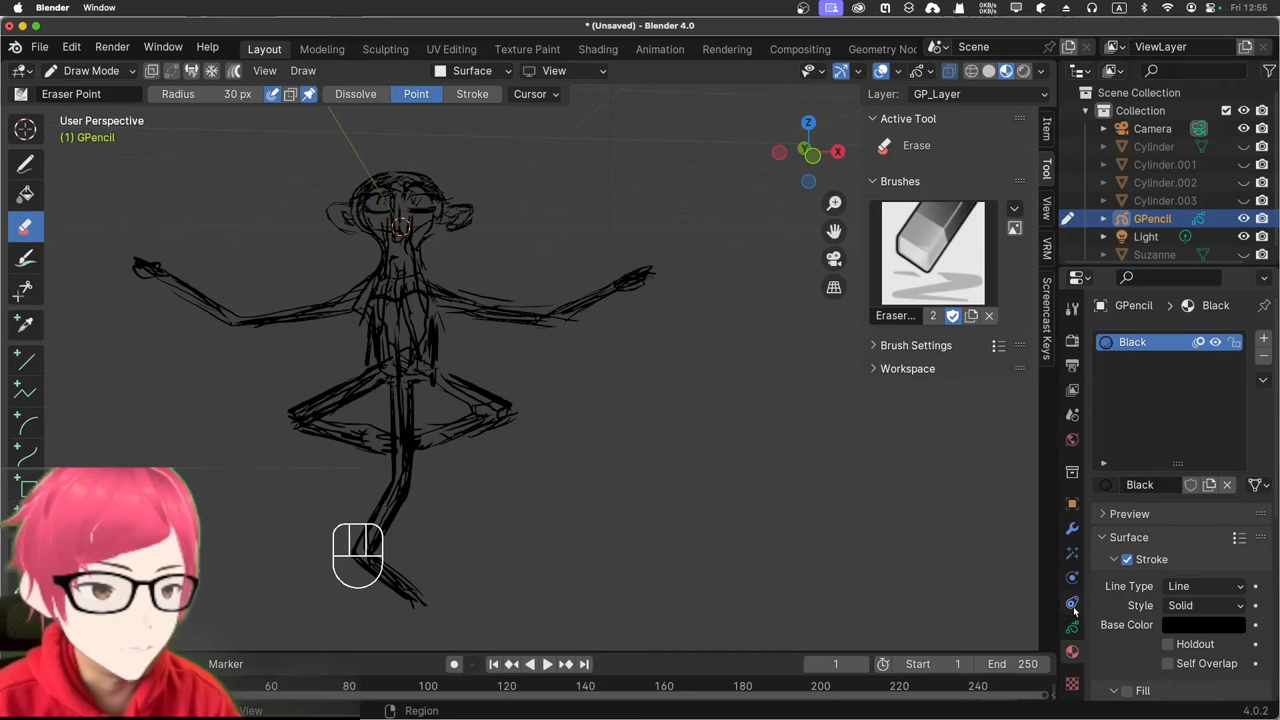 Blender Window Help
0KB/s 0KB/s A Fri 12:55
* (Unsaved) - Blender 4.0
File Edit Render Window Help Layout Modeling Sculpting UV Editing Texture Paint Shading Animation Rendering Compositing Geometry Noc Scene ViewLayer
Draw Mode View Draw Surface View
Eraser Point Radius 30 px Dissolve Point Stroke Cursor Layer: GP_Layer
User Perspective
(1) GPencil
Z
Y X
Active Tool
Erase
Brushes
Eraser... 2
Brush Settings
Workspace
Item
Tool
View
VRM
Screencast Keys
Scene Collection
Collection
Camera
Cylinder
Cylinder.001
Cylinder.002
Cylinder.003
GPencil
Light
Suzanne
GPencil Black
Black
Black
Preview
Surface
Stroke
Line Type Line
Style Solid
Base Color
Holdout
Self Overlap
Fill
Marker 1 Start 1 End 250
60 80 100 120 140 160 180 200 220 240
View Region 4.0.2